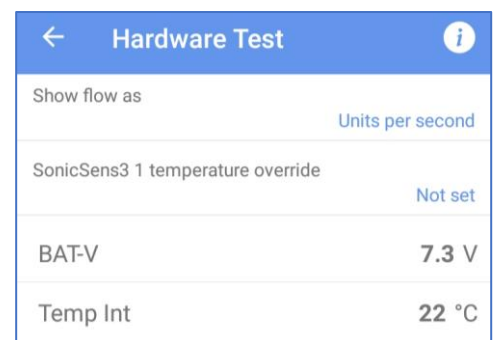 Hardware Test
Show flow as
Units per second
SonicSens3 1 temperature override
Not set
BAT-V 7.3 V
Temp Int 22 °C